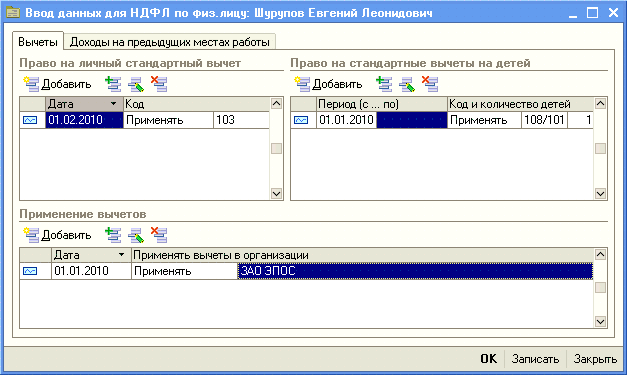 Ввод данных для НДФЛ по физ.лицу: Шурупов Евгений Леонидович
Вычеты Доходы на предыдущих местах работы
Право на личный стандартный вычет
Добавить
Дата Код
01.02.2010 Применять 103
Право на стандартные вычеты на детей
Добавить
Период (с ... по) Код и количество детей
01.01.2010 Применять 108/101 1
Применение вычетов
Добавить
Дата Применять вычеты в организации
01.01.2010 Применять ЗАО ЭПОС
OK Записать Закрыть